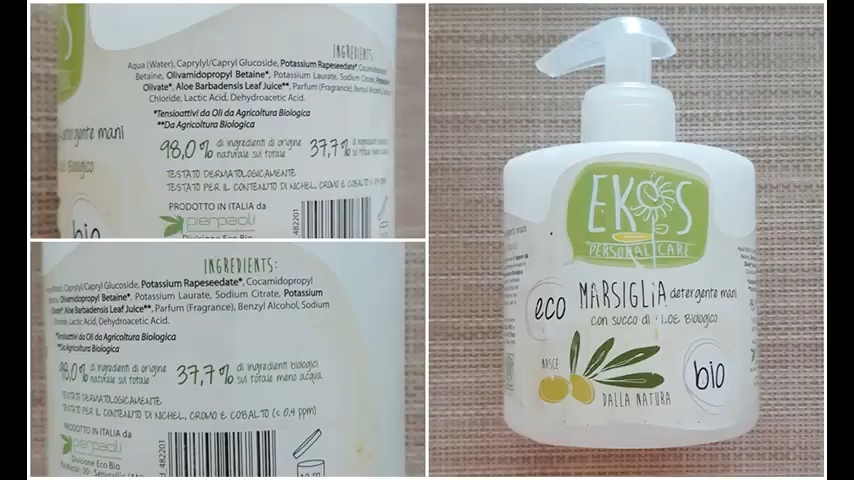 INGREDIENTS:
Aqua (Water), Caprylyl/Capryl Glucoside, Potassium Rapeseedate*, Cocamidopropyl
Betaine, Olivamidopropyl Betaine*, Potassium Laurate, Sodium Citrate, Potassium
Olivate*, Aloe Barbadensis Leaf Juice**, Parfum (Fragrance), Benzyl Alcohol, Sodium
Chloride, Lactic Acid, Dehydroacetic Acid.
*Tensioattivi da Oli da Agricoltura Biologica
**Da Agricoltura Biologica
98,0% di ingredienti di origine naturale sul totale
37,7%
TESTATO DERMATOLOGICAMENTE
TESTATO PER IL CONTENUTO DI NICHEL, CROMO E COBALTO
PRODOTTO IN ITALIA da
pierpaoli
Divisione Eco Bio
482201
detergente mani
Biologico
bio
INGREDIENTS:
(Water), Caprylyl/Capryl Glucoside, Potassium Rapeseedate*, Cocamidopropyl
Betaine, Olivamidopropyl Betaine*, Potassium Laurate, Sodium Citrate, Potassium
Aloe Barbadensis Leaf Juice**, Parfum (Fragrance), Benzyl Alcohol, Sodium
Lactic Acid, Dehydroacetic Acid.
*Tensioattivi da Oli da Agricoltura Biologica
**Da Agricoltura Biologica
98,0% di ingredienti di origine naturale sul totale
37,7% di ingredienti biologici sul totale meno acqua
TESTATO DERMATOLOGICAMENTE
TESTATO PER IL CONTENUTO DI NICHEL, CROMO E COBALTO (< 0,4 ppm)
PRODOTTO IN ITALIA da
pierpaoli
Divisione Eco Bio
482201
EKOS
PERSONAL CARE
eco
MARSIGLIA detergente mani
con succo di ALOE Biologico
NASCE
DALLA NATURA
bio